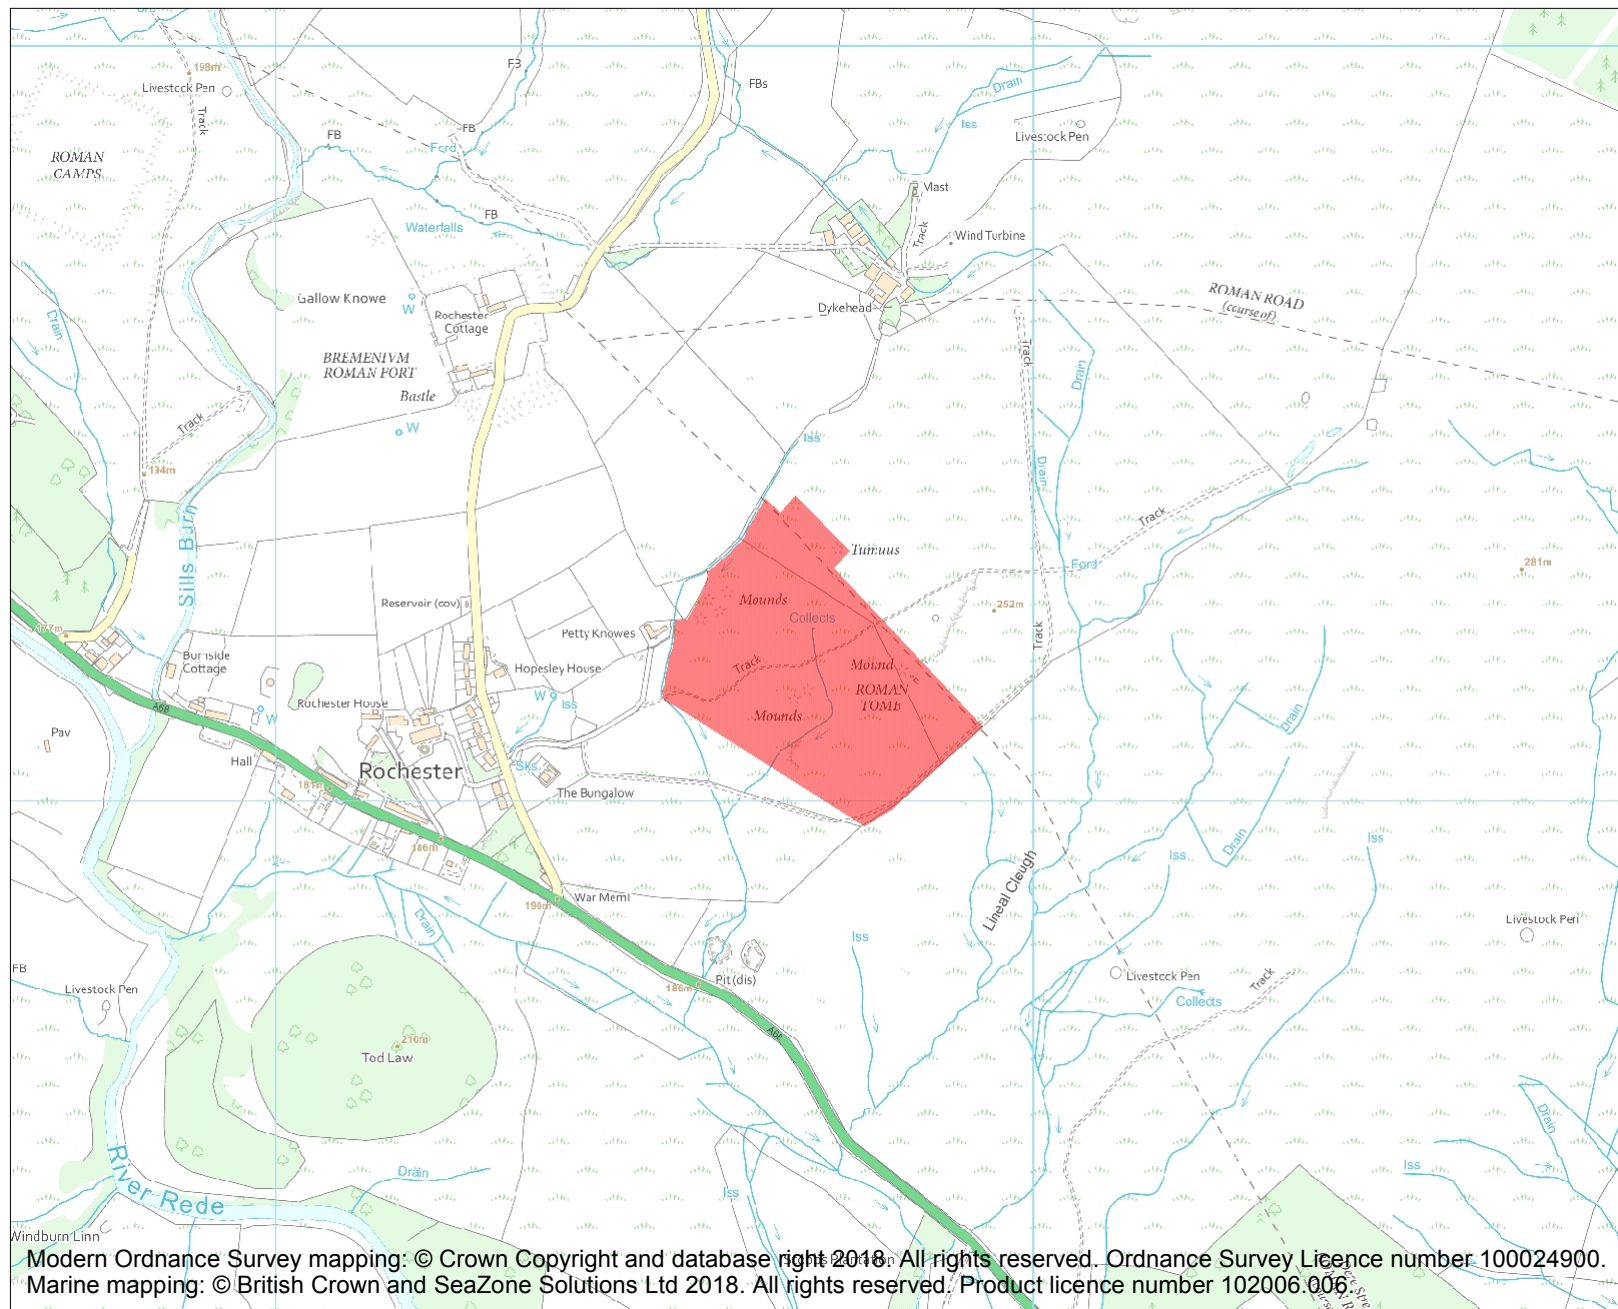 198m
Livestock Pen
Track
F3
FBs
Drain
Iss
Livestock Pen
FB
FB
Ford
ROMAN
CAMPS
FB
Waterfalls
Mast
Track
Wind Turbine
ROMAN ROAD
(course of)
Drain
Gallow Knowe
W
Rochester
Cottage
Dykehead
Track
Drain
BREMENIVM
ROMAN FORT
Bastle
Track
W
Iss
194m
Drain
Track
Sills Burn
Tumuus
Ford
281m
Mounds
Collects
252m
Reservoir (cov)
Petty Knowes
Track
177m
Burnside
Cottage
Hopesley House
Track
Mound
ROMAN
TOMB
Mounds
Rochester House
W
Iss
W
A68
Drain
Pav
Hall
Rochester
Sks
181m
The Bungalow
186m
Drain
Iss
Iss
Lineal Cleugh
War Meml
190m
Drain
Iss
Livestock Pen
FB
Livestock Pen
Pit (dis)
186m
Livestock Pen
Track
Collects
A68
210m
Tod Law
Drain
River Rede
Drain
Iss
Iss
Windburn Linn
Modern Ordnance Survey mapping: © Crown Copyright and database right 2018. All rights reserved. Ordnance Survey Licence number 100024900.
Marine mapping: © British Crown and SeaZone Solutions Ltd 2018. All rights reserved. Product licence number 102006.006.